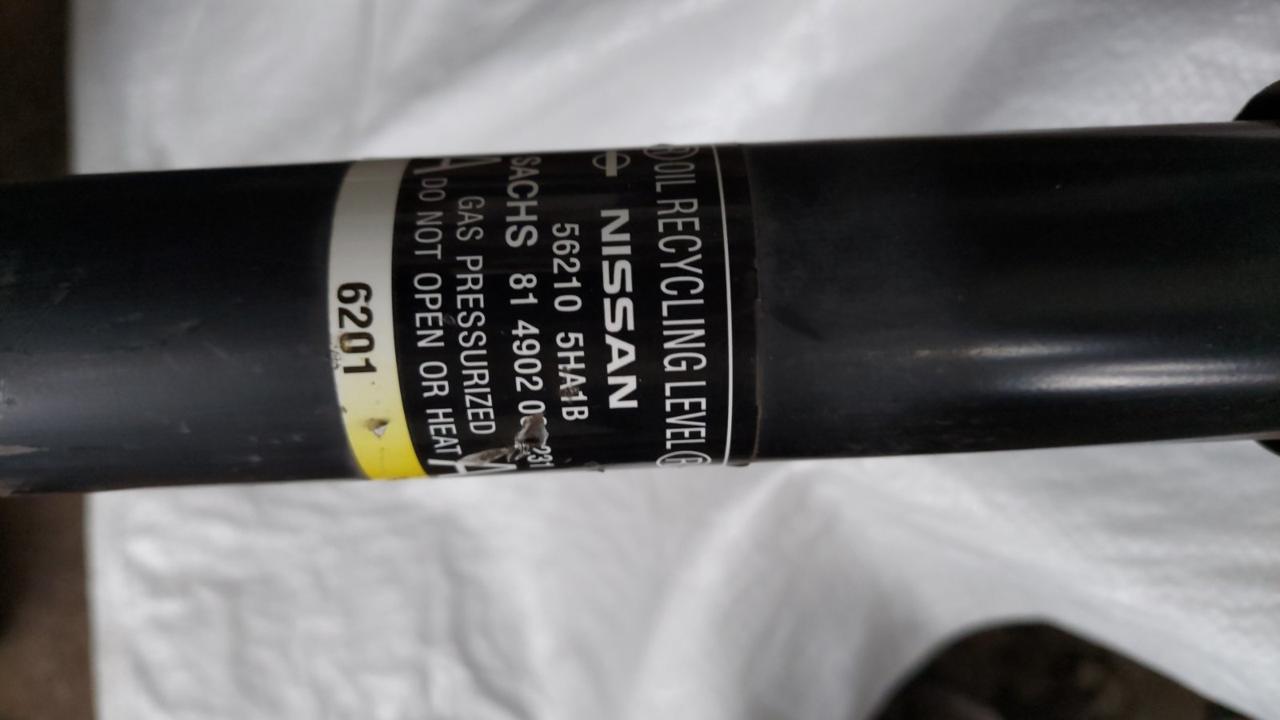 OIL RECYCLING LEVEL
NISSAN
56210 5HA1B
SACHS 81 4902
GAS PRESSURIZED
DO NOT OPEN OR HEAT
6201